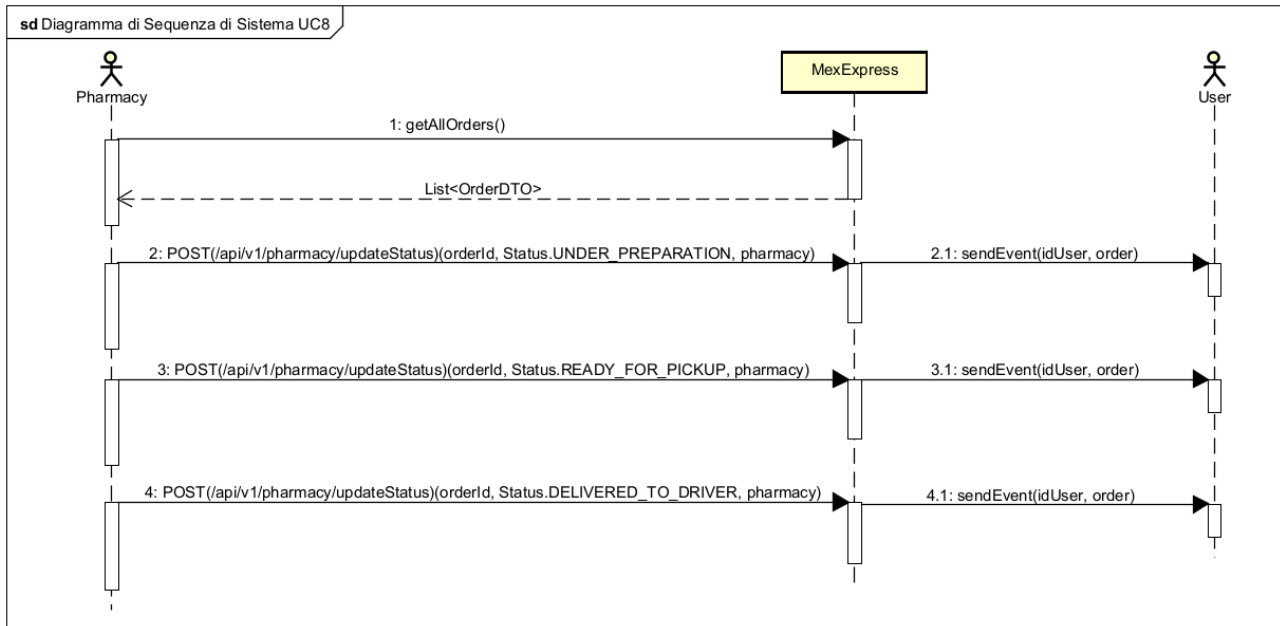 sd Diagramma di Sequenza di Sistema UC8
Pharmacy
MexExpress
User
1: getAllOrders()
List<OrderDTO>
2: POST(/api/v1/pharmacy/updateStatus)(orderId, Status.UNDER_PREPARATION, pharmacy)
2.1: sendEvent(idUser, order)
3: POST(/api/v1/pharmacy/updateStatus)(orderId, Status.READY_FOR_PICKUP, pharmacy)
3.1: sendEvent(idUser, order)
4: POST(/api/v1/pharmacy/updateStatus)(orderId, Status.DELIVERED_TO_DRIVER, pharmacy)
4.1: sendEvent(idUser, order)